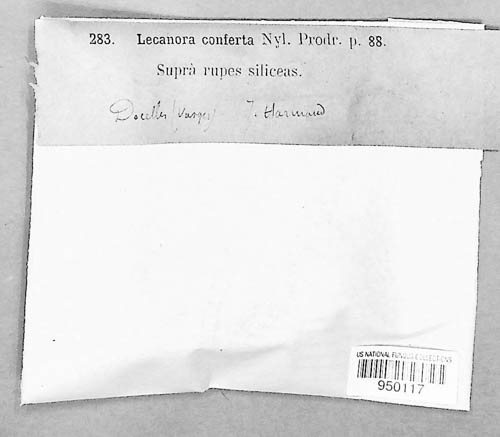 283. Lecanora conferta Nyl. Prodr. p. 88.
Suprà rupes siliceas.
Docelles (Vosges) J. Harmand
US NATIONAL FUNGUS COLLECTIONS
950117